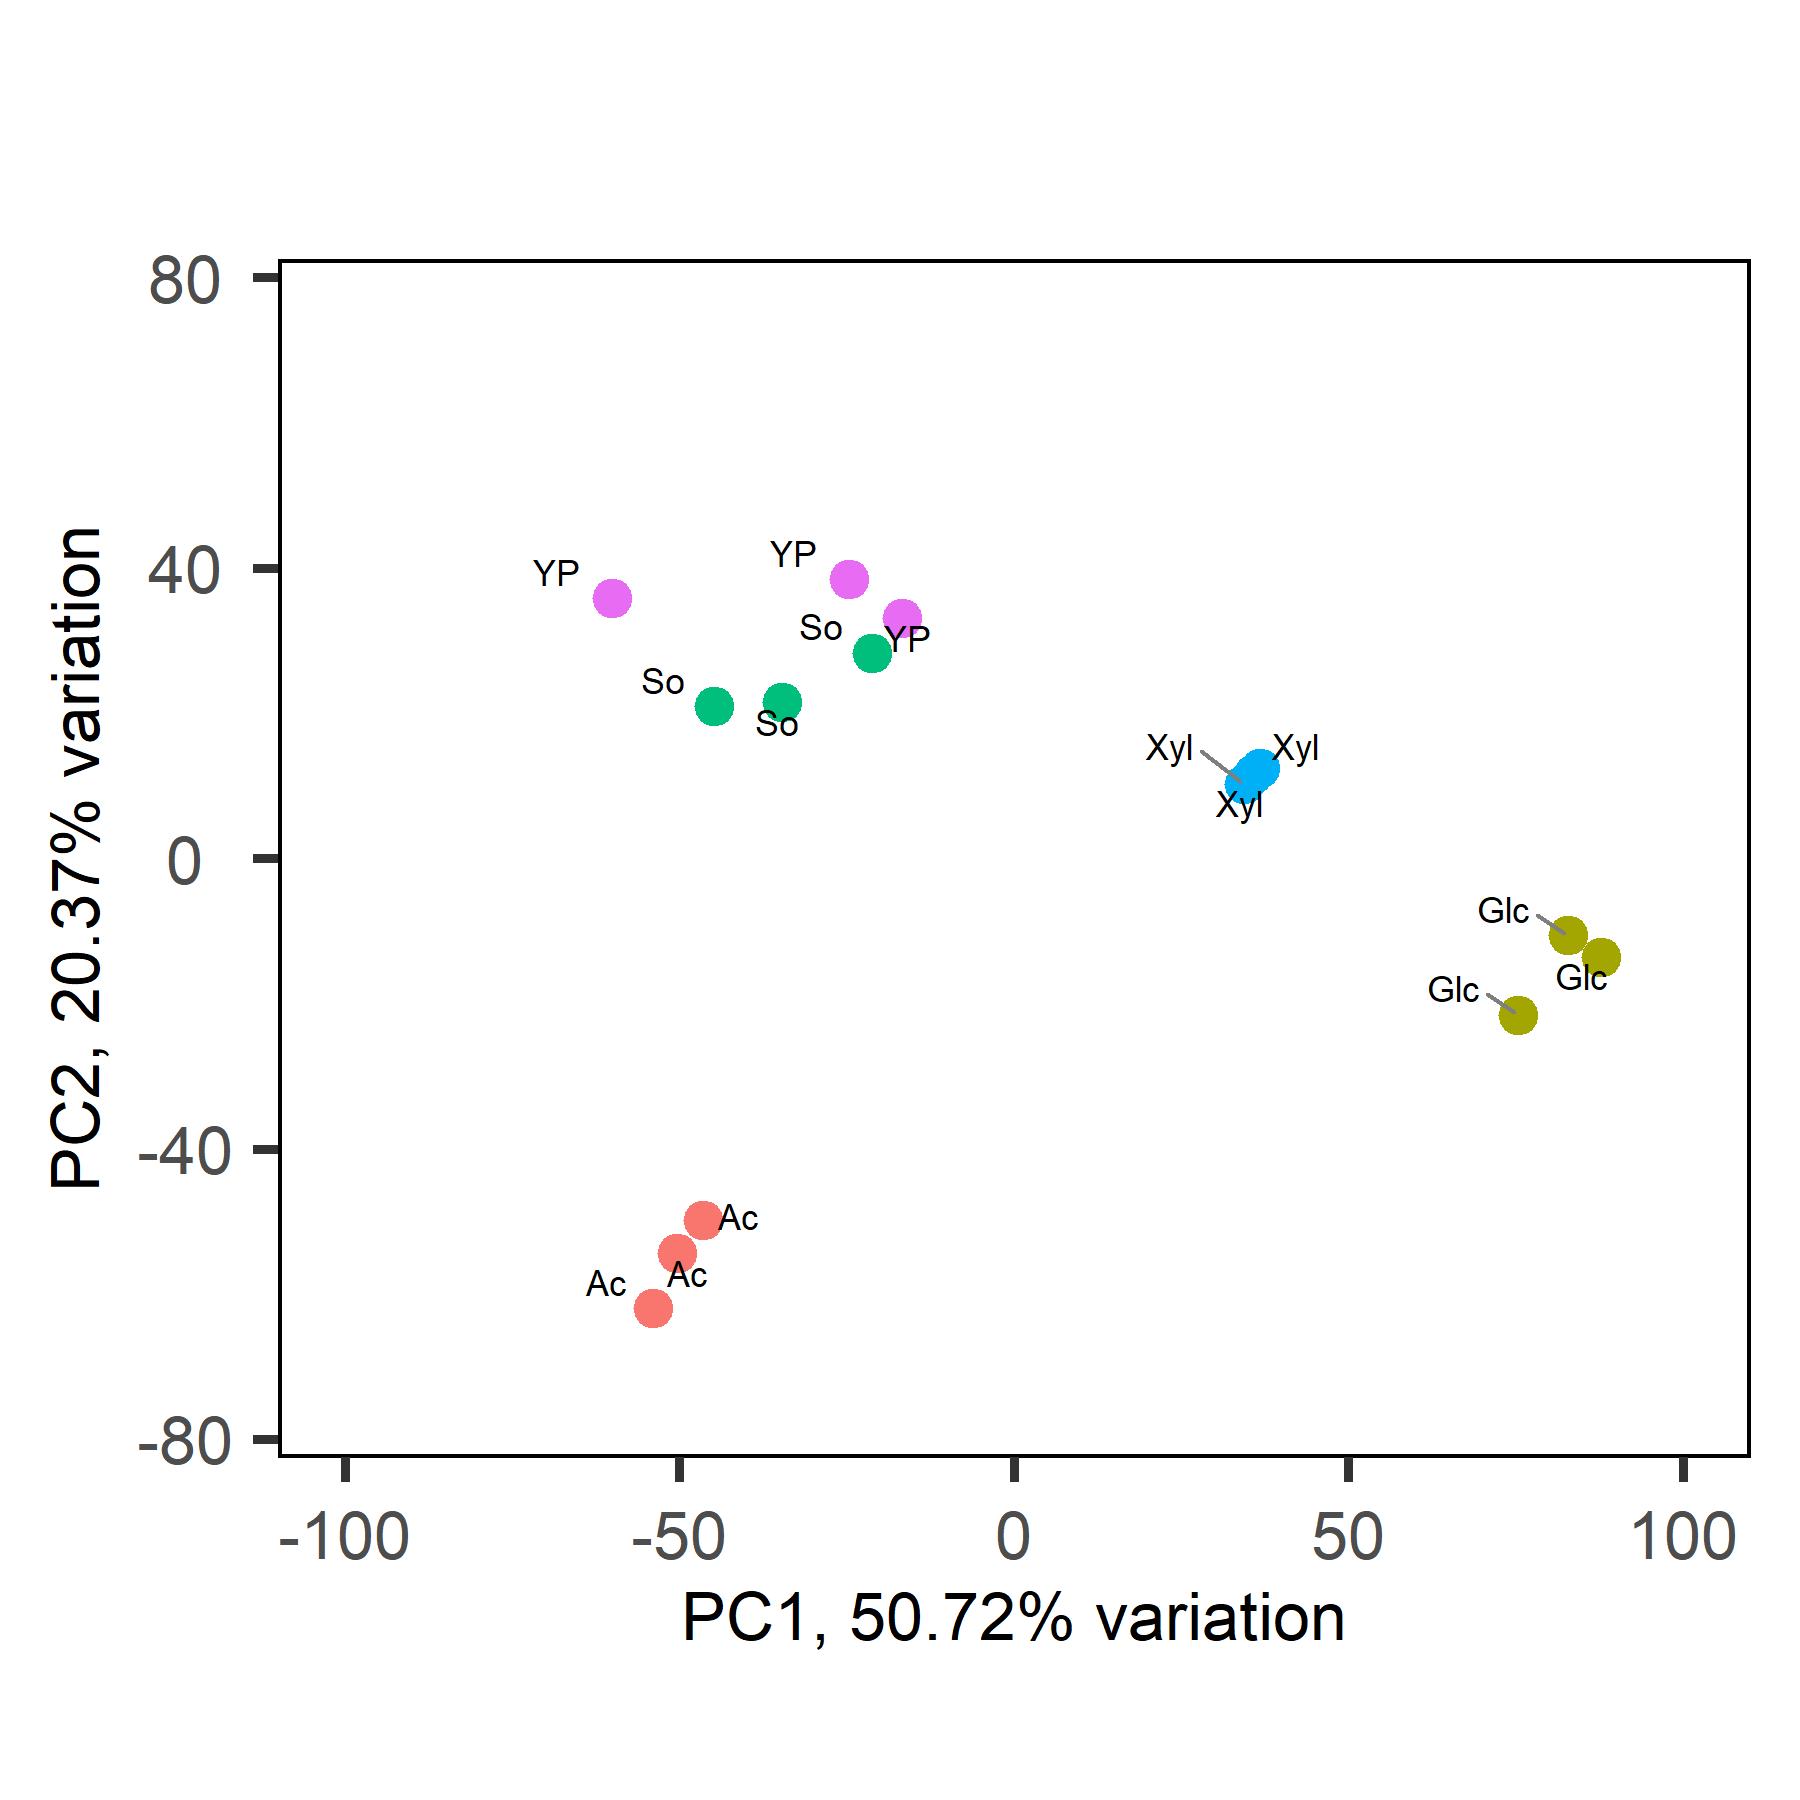 80
40
0
-40
-80
PC2, 20.37% variation
YP
YP
So
YP
So
So
Xyl
Xyl
Xyl
Glc
Glc
Glc
Ac
Ac
Ac
-100
-50
0
50
100
PC1, 50.72% variation